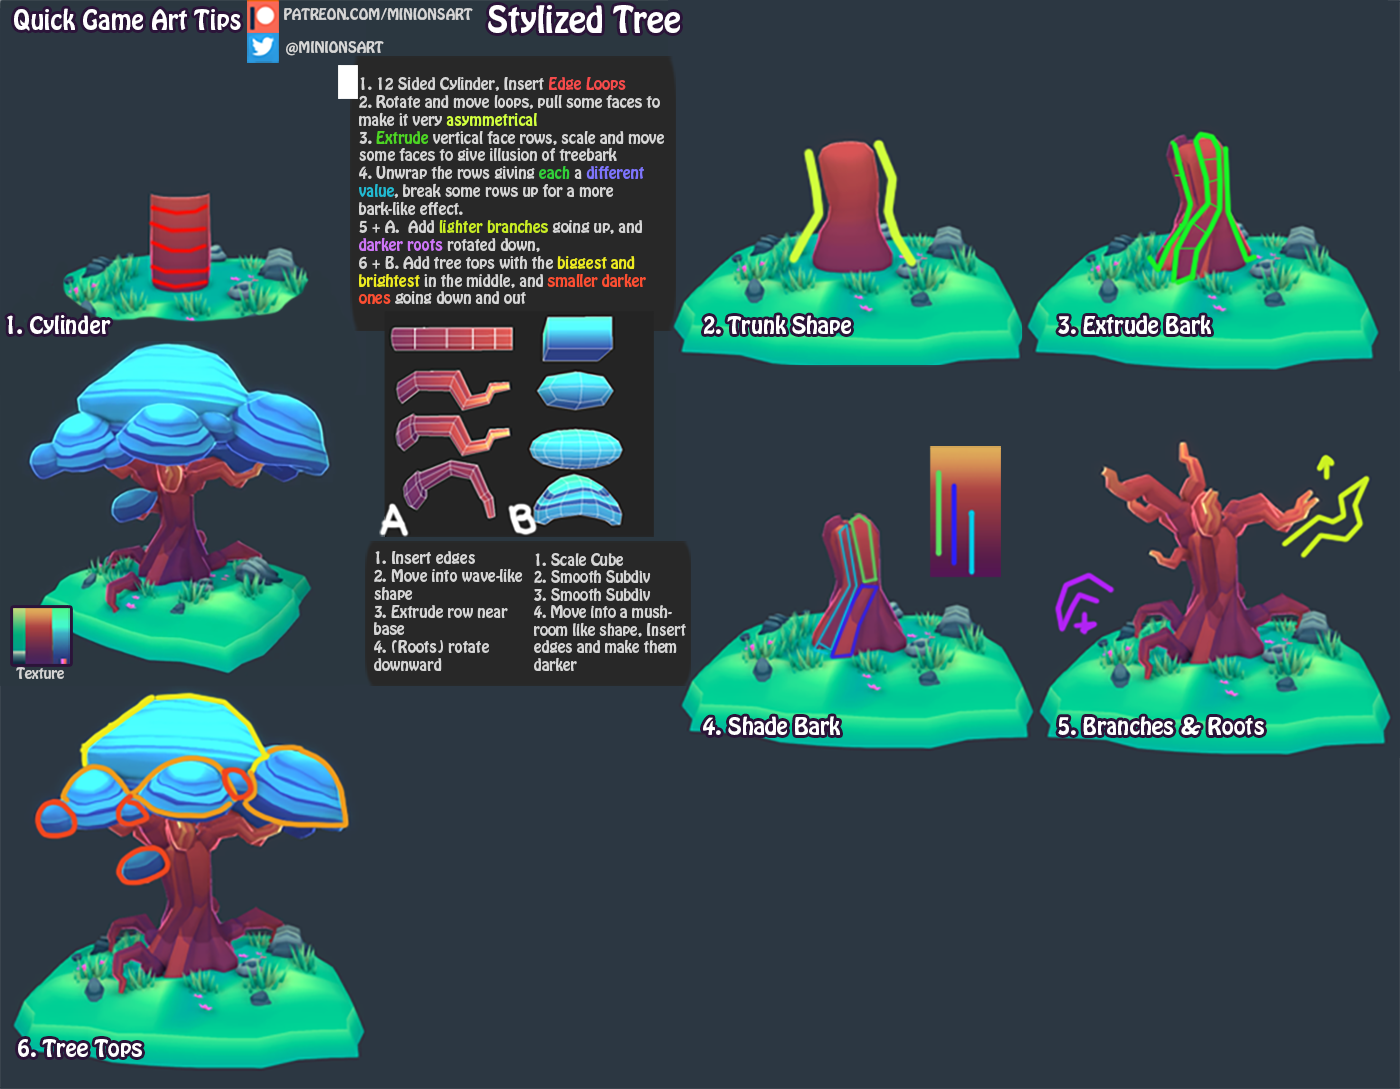 Quick Game Art Tips
PATREON.COM/MINIONSART
@MINIONSART
Stylized Tree
1. 12 Sided Cylinder, Insert Edge Loops
2. Rotate and move loops, pull some faces to
make it very asymmetrical
3. Extrude vertical face rows, scale and move
some faces to give illusion of treebark
4. Unwrap the rows giving each a different
value, break some rows up for a more
bark-like effect.
5 + A. Add lighter branches going up, and
darker roots rotated down,
6 + B. Add tree tops with the biggest and
brightest in the middle, and smaller darker
ones going down and out
1. Cylinder
2. Trunk Shape
3. Extrude Bark
A
B
1. Insert edges
2. Move into wave-like
shape
3. Extrude row near
base
4. (Roots) rotate
downward
1. Scale Cube
2. Smooth Subdiv
3. Smooth Subdiv
4. Move into a mush-
room like shape, Insert
edges and make them
darker
Texture
4. Shade Bark
5. Branches & Roots
6. Tree Tops